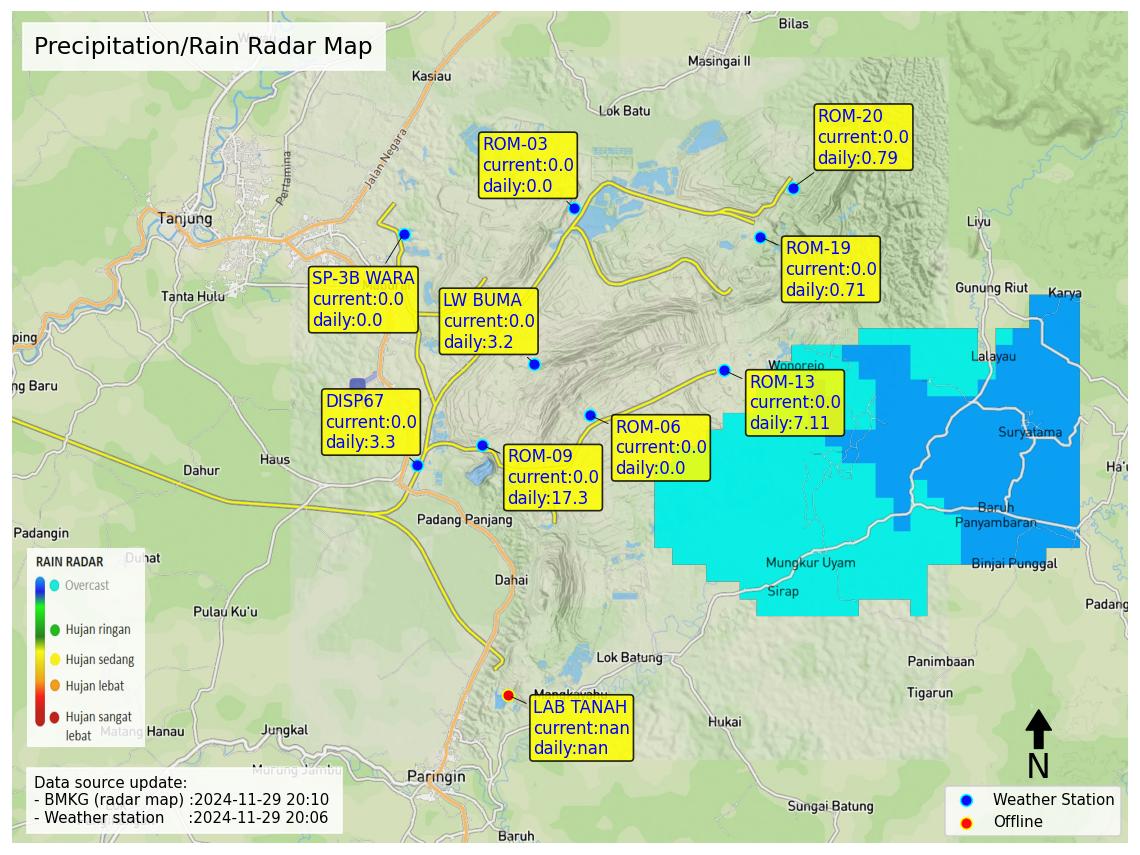 Precipitation/Rain Radar Map
Bilas
Masingai II
Kasiau
Lok Batu
Jalan Negara
Pertamina
Tanjung
ROM-03
current:0.0
daily:0.0
ROM-20
current:0.0
daily:0.79
ROM-19
current:0.0
daily:0.71
Liyu
SP-3B WARA
current:0.0
daily:0.0
LW BUMA
current:0.0
daily:3.2
Tanta Hulu
Gunung Riut
Karya
ping
ng Baru
Lalayau
Wonorejo
ROM-13
current:0.0
daily:7.11
DISP67
current:0.0
daily:3.3
ROM-06
current:0.0
daily:0.0
Suryatama
ROM-09
current:0.0
daily:17.3
Haus
Dahur
Ha'u
Padang Panjang
Baruh
Panyambaran
Padangin
Duhat
Mungkur Uyam
Binjai Punggal
Dahai
Sirap
Padang
Pulau Ku'u
RAIN RADAR
Overcast
Hujan ringan
Hujan sedang
Hujan lebat
Hujan sangat
lebat
Lok Batung
Panimbaan
Tigarun
Mangkayahu
LAB TANAH
current:nan
daily:nan
Matang Hanau
Jungkal
Hukai
Murung Jambu
Paringin
Sungai Batung
Baruh
Data source update:
- BMKG (radar map) :2024-11-29 20:10
- Weather station :2024-11-29 20:06
N
Weather Station
Offline